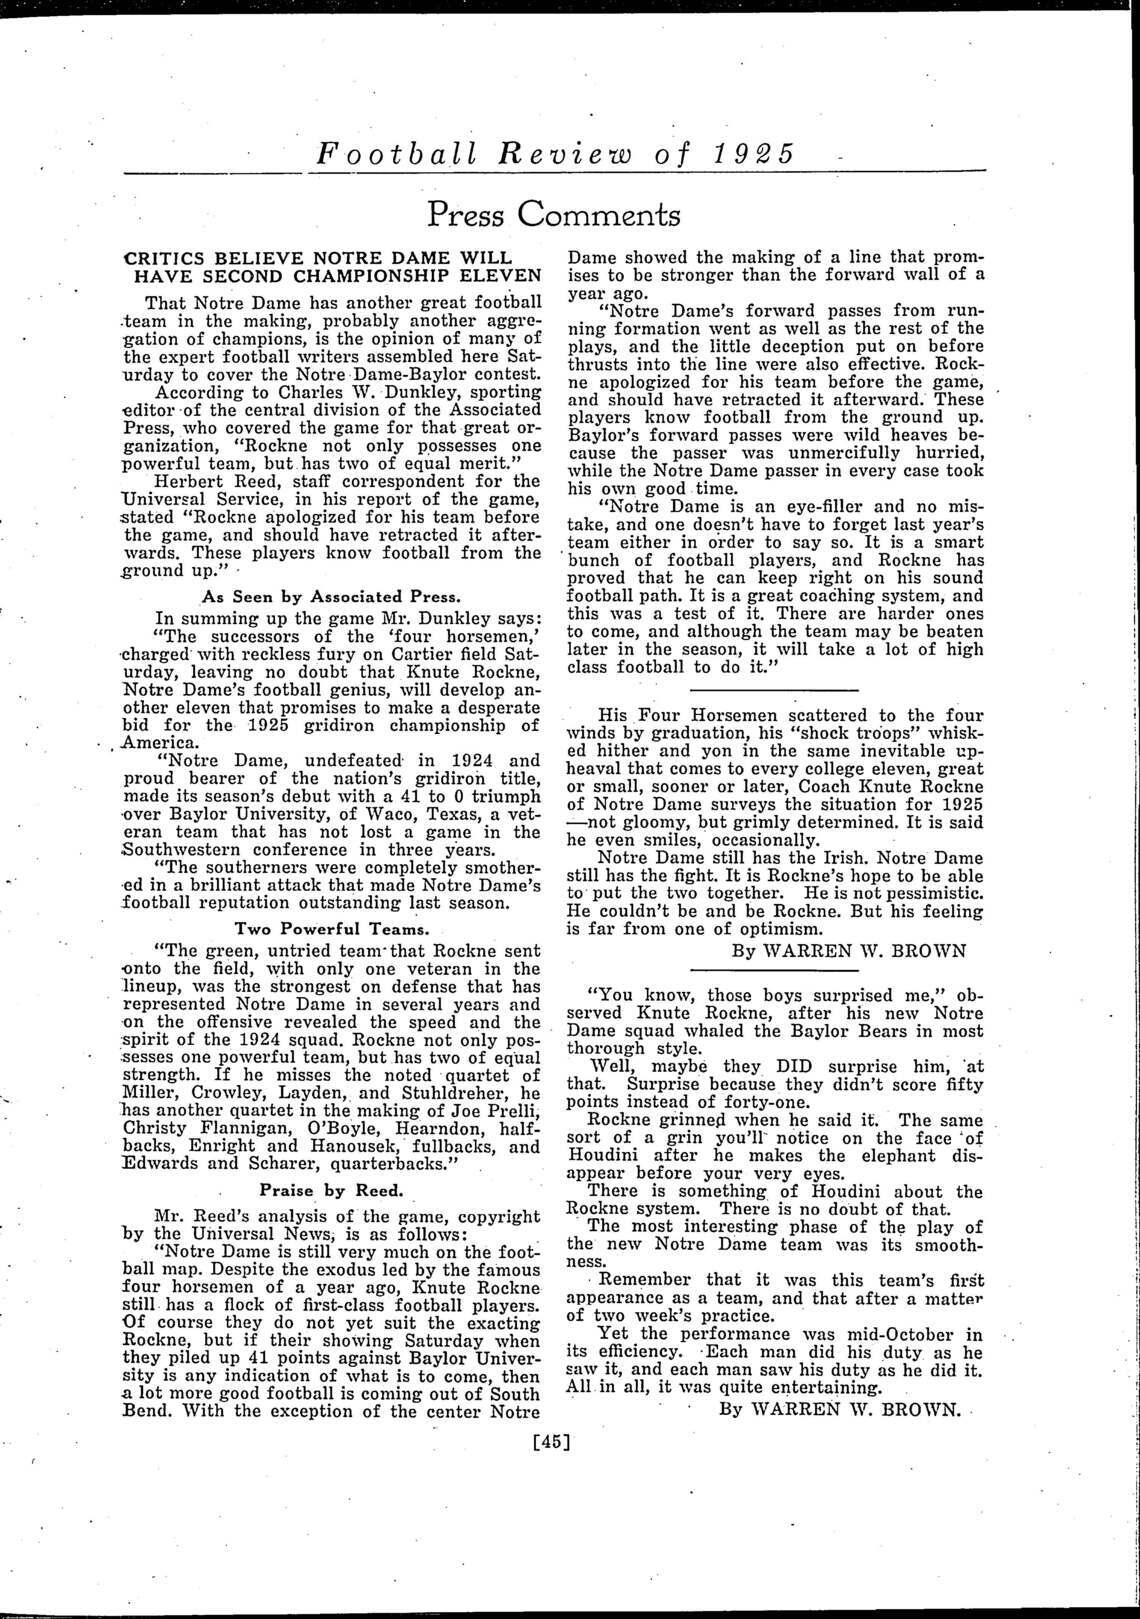 Football Review of 1925
Press Comments
CRITICS BELIEVE NOTRE DAME WILL
HAVE SECOND CHAMPIONSHIP ELEVEN
That Notre Dame has another great football
team in the making, probably another aggre-
gation of champions, is the opinion of many of
the expert football writers assembled here Sat-
urday to cover the Notre Dame-Baylor contest.
According to Charles W. Dunkley, sporting
editor of the central division of the Associated
Press, who covered the game for that great or-
ganization, “Rockne not only possesses one
powerful team, but has two of equal merit.”
Herbert Reed, staff correspondent for the
Universal Service, in his report of the game,
stated “Rockne apologized for his team before
the game, and should have retracted it after-
wards. These players know football from the
ground up.”
As Seen by Associated Press.
In summing up the game Mr. Dunkley says:
“The successors of the ‘four horsemen,’
charged with reckless fury on Cartier field Sat-
urday, leaving no doubt that Knute Rockne,
Notre Dame's football genius, will develop an-
other eleven that promises to make a desperate
bid for the 1925 gridiron championship of
America.
“Notre Dame, undefeated in 1924 and
proud bearer of the nation's gridiron title,
made its season's debut with a 41 to 0 triumph
over Baylor University, of Waco, Texas, a vet-
eran team that has not lost a game in the
Southwestern conference in three years.
“The southerners were completely smother-
ed in a brilliant attack that made Notre Dame's
football reputation outstanding last season.
Two Powerful Teams.
“The green, untried team that Rockne sent
onto the field, with only one veteran in the
lineup, was the strongest on defense that has
represented Notre Dame in several years and
on the offensive revealed the speed and the
spirit of the 1924 squad. Rockne not only pos-
sesses one powerful team, but has two of equal
strength. If he misses the noted quartet of
Miller, Crowley, Layden, and Stuhldreher, he
has another quartet in the making of Joe Prelli,
Christy Flannigan, O'Boyle, Hearndon, half-
backs, Enright and Hanousek, fullbacks, and
Edwards and Scharer, quarterbacks.”
Praise by Reed.
Mr. Reed's analysis of the game, copyright
by the Universal News, is as follows:
“Notre Dame is still very much on the foot-
ball map. Despite the exodus led by the famous
four horsemen of a year ago, Knute Rockne
still has a flock of first-class football players.
Of course they do not yet suit the exacting
Rockne, but if their showing Saturday when
they piled up 41 points against Baylor Univer-
sity is any indication of what is to come, then
a lot more good football is coming out of South
Bend. With the exception of the center Notre
Dame showed the making of a line that prom-
ises to be stronger than the forward wall of a
year ago.
“Notre Dame's forward passes from run-
ning formation went as well as the rest of the
plays, and the little deception put on before
thrusts into the line were also effective. Rock-
ne apologized for his team before the game,
and should have retracted it afterward. These
players know football from the ground up.
Baylor's forward passes were wild heaves be-
cause the passer was unmercifully hurried,
while the Notre Dame passer in every case took
his own good time.
“Notre Dame is an eye-filler and no mis-
take, and one doesn't have to forget last year's
team either in order to say so. It is a smart
bunch of football players, and Rockne has
proved that he can keep right on his sound
football path. It is a great coaching system, and
this was a test of it. There are harder ones
to come, and although the team may be beaten
later in the season, it will take a lot of high
class football to do it.”
His Four Horsemen scattered to the four
winds by graduation, his “shock troops” whisk-
ed hither and yon in the same inevitable up-
heaval that comes to every college eleven, great
or small, sooner or later, Coach Knute Rockne
of Notre Dame surveys the situation for 1925
—not gloomy, but grimly determined. It is said
he even smiles, occasionally.
Notre Dame still has the Irish. Notre Dame
still has the fight. It is Rockne's hope to be able
to put the two together. He is not pessimistic.
He couldn't be and be Rockne. But his feeling
is far from one of optimism.
By WARREN W. BROWN
“You know, those boys surprised me,” ob-
served Knute Rockne, after his new Notre
Dame squad whaled the Baylor Bears in most
thorough style.
Well, maybe they DID surprise him, at
that. Surprise because they didn't score fifty
points instead of forty-one.
Rockne grinned when he said it. The same
sort of a grin you'll notice on the face of
Houdini after he makes the elephant dis-
appear before your very eyes.
There is something of Houdini about the
Rockne system. There is no doubt of that.
The most interesting phase of the play of
the new Notre Dame team was its smooth-
ness.
Remember that it was this team's first
appearance as a team, and that after a matter
of two week's practice.
Yet the performance was mid-October in
its efficiency. Each man did his duty as he
saw it, and each man saw his duty as he did it.
All in all, it was quite entertaining.
By WARREN W. BROWN.
[45]